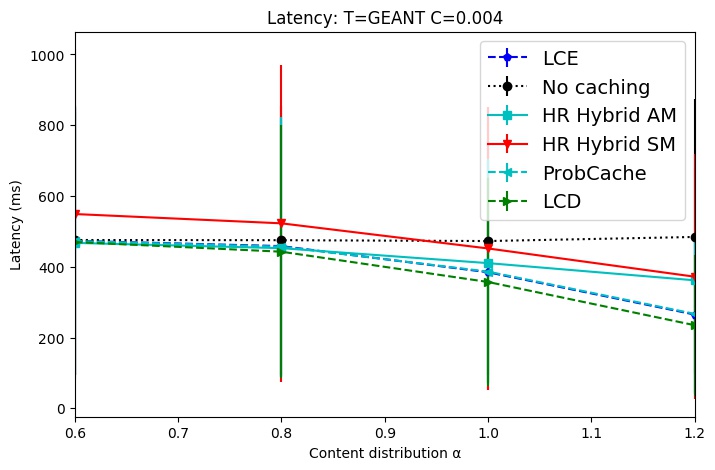 Latency: T=GEANT C=0.004
1000
800
600
400
200
0
Latency (ms)
LCE
No caching
HR Hybrid AM
HR Hybrid SM
ProbCache
LCD
0.6 0.7 0.8 0.9 1.0 1.1 1.2
Content distribution α